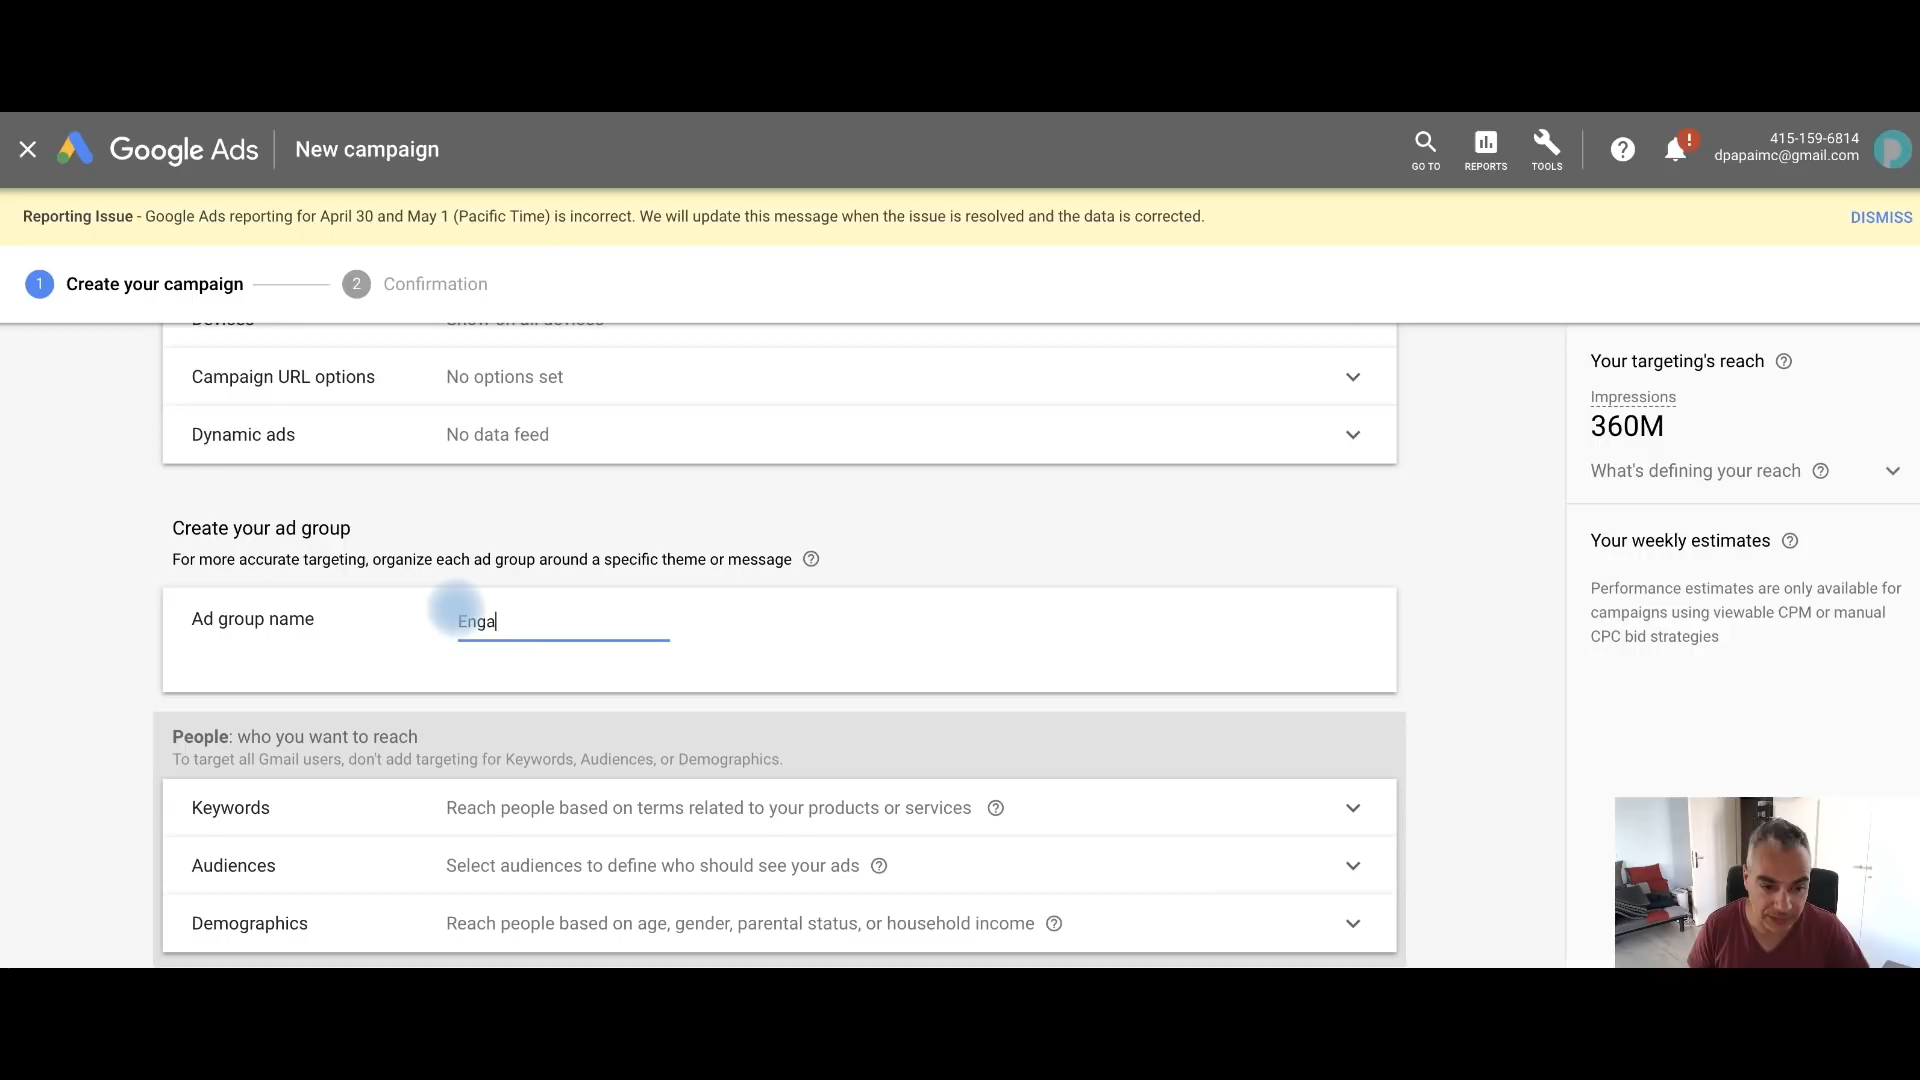 Google Ads
New campaign
GO TO
REPORTS
TOOLS
415-159-6814
dpapaimc@gmail.com
Reporting Issue - Google Ads reporting for April 30 and May 1 (Pacific Time) is incorrect. We will update this message when the issue is resolved and the data is corrected.
DISMISS
1 Create your campaign
2 Confirmation
Devices Show on all devices
Campaign URL options No options set
Dynamic ads No data feed
Create your ad group
For more accurate targeting, organize each ad group around a specific theme or message
Ad group name Enga
People: who you want to reach
To target all Gmail users, don't add targeting for Keywords, Audiences, or Demographics.
Keywords Reach people based on terms related to your products or services
Audiences Select audiences to define who should see your ads
Demographics Reach people based on age, gender, parental status, or household income
Your targeting's reach
Impressions
360M
What's defining your reach
Your weekly estimates
Performance estimates are only available for
campaigns using viewable CPM or manual
CPC bid strategies